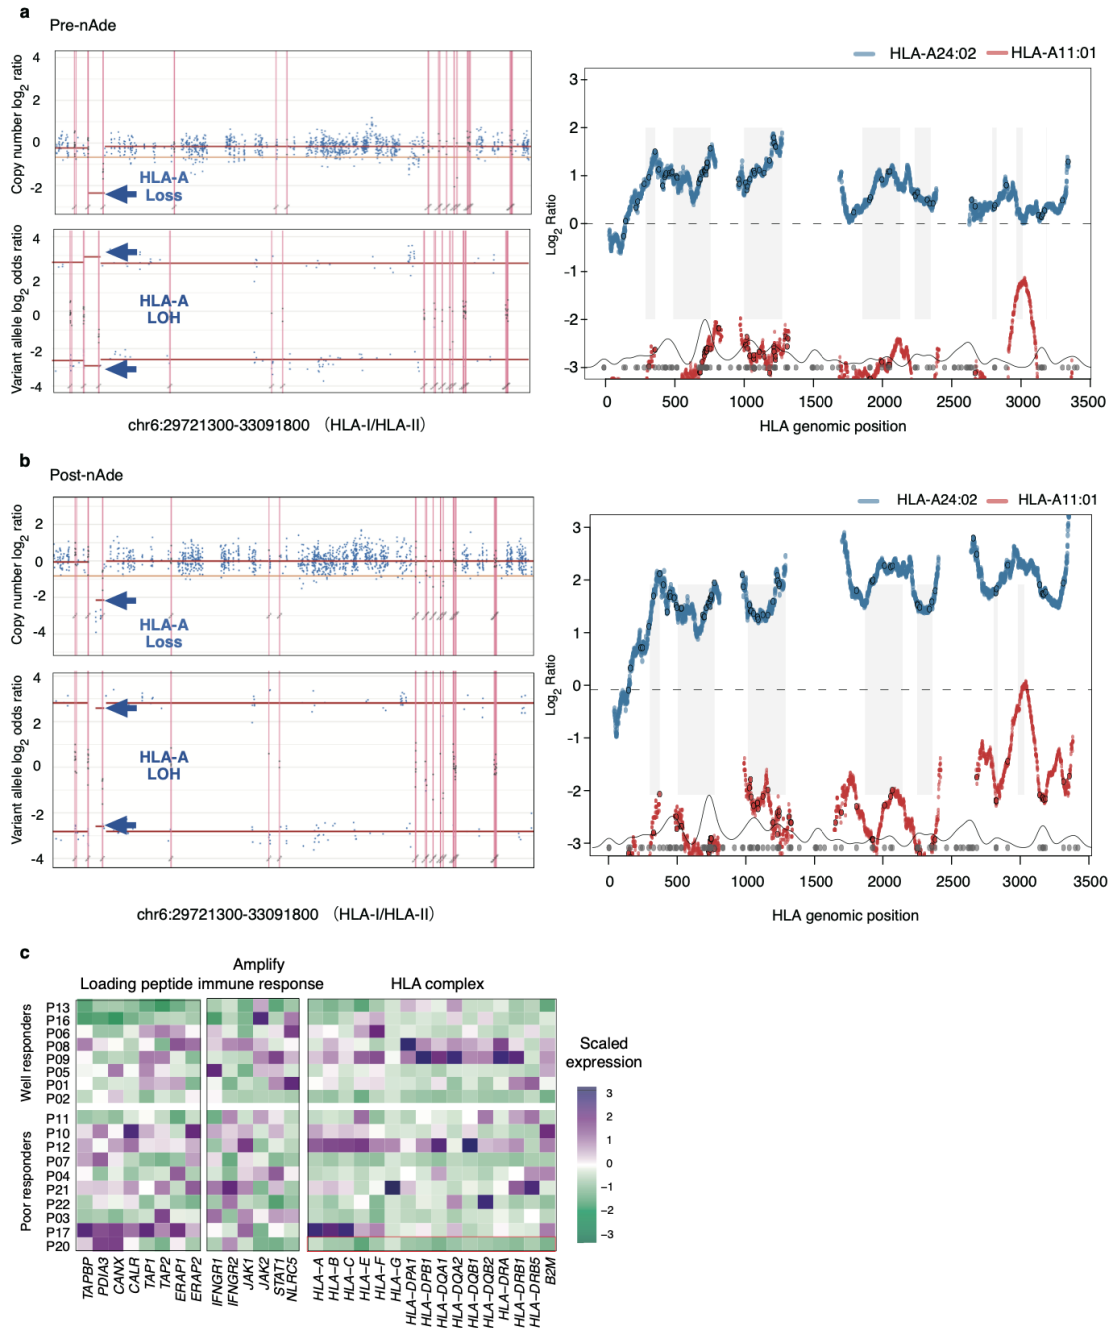 a
Pre-nAde
Copy number log2 ratio
4
2
0
-2
HLA-A
Loss
Variant allele log2 odds ratio
4
2
0
-2
-4
HLA-A
LOH
chr6:29721300-33091800 (HLA-I/HLA-II)
HLA-A24:02
HLA-A11:01
Log2 Ratio
3
2
1
0
-1
-2
-3
0 500 1000 1500 2000 2500 3000 3500
HLA genomic position
b
Post-nAde
Copy number log2 ratio
2
0
-2
-4
HLA-A
Loss
Variant allele log2 odds ratio
4
2
0
-2
-4
HLA-A
LOH
chr6:29721300-33091800 (HLA-I/HLA-II)
HLA-A24:02
HLA-A11:01
Log2 Ratio
3
2
1
0
-1
-2
-3
0 500 1000 1500 2000 2500 3000 3500
HLA genomic position
c
Loading peptide
Amplify
immune response
HLA complex
Well responders
P13
P16
P06
P08
P09
P05
P01
P02
Poor responders
P11
P10
P12
P07
P04
P21
P22
P03
P17
P20
TAPBP
PDIA3
CANX
CALR
TAP1
TAP2
ERAP1
ERAP2
IFNGR1
IFNGR2
JAK1
JAK2
STAT1
NLRC5
HLA-A
HLA-B
HLA-C
HLA-E
HLA-F
HLA-G
HLA-DPA1
HLA-DPB1
HLA-DQA1
HLA-DQA2
HLA-DQB1
HLA-DQB2
HLA-DRA
HLA-DRB1
HLA-DRB5
B2M
Scaled
expression
3
2
1
0
−1
−2
−3